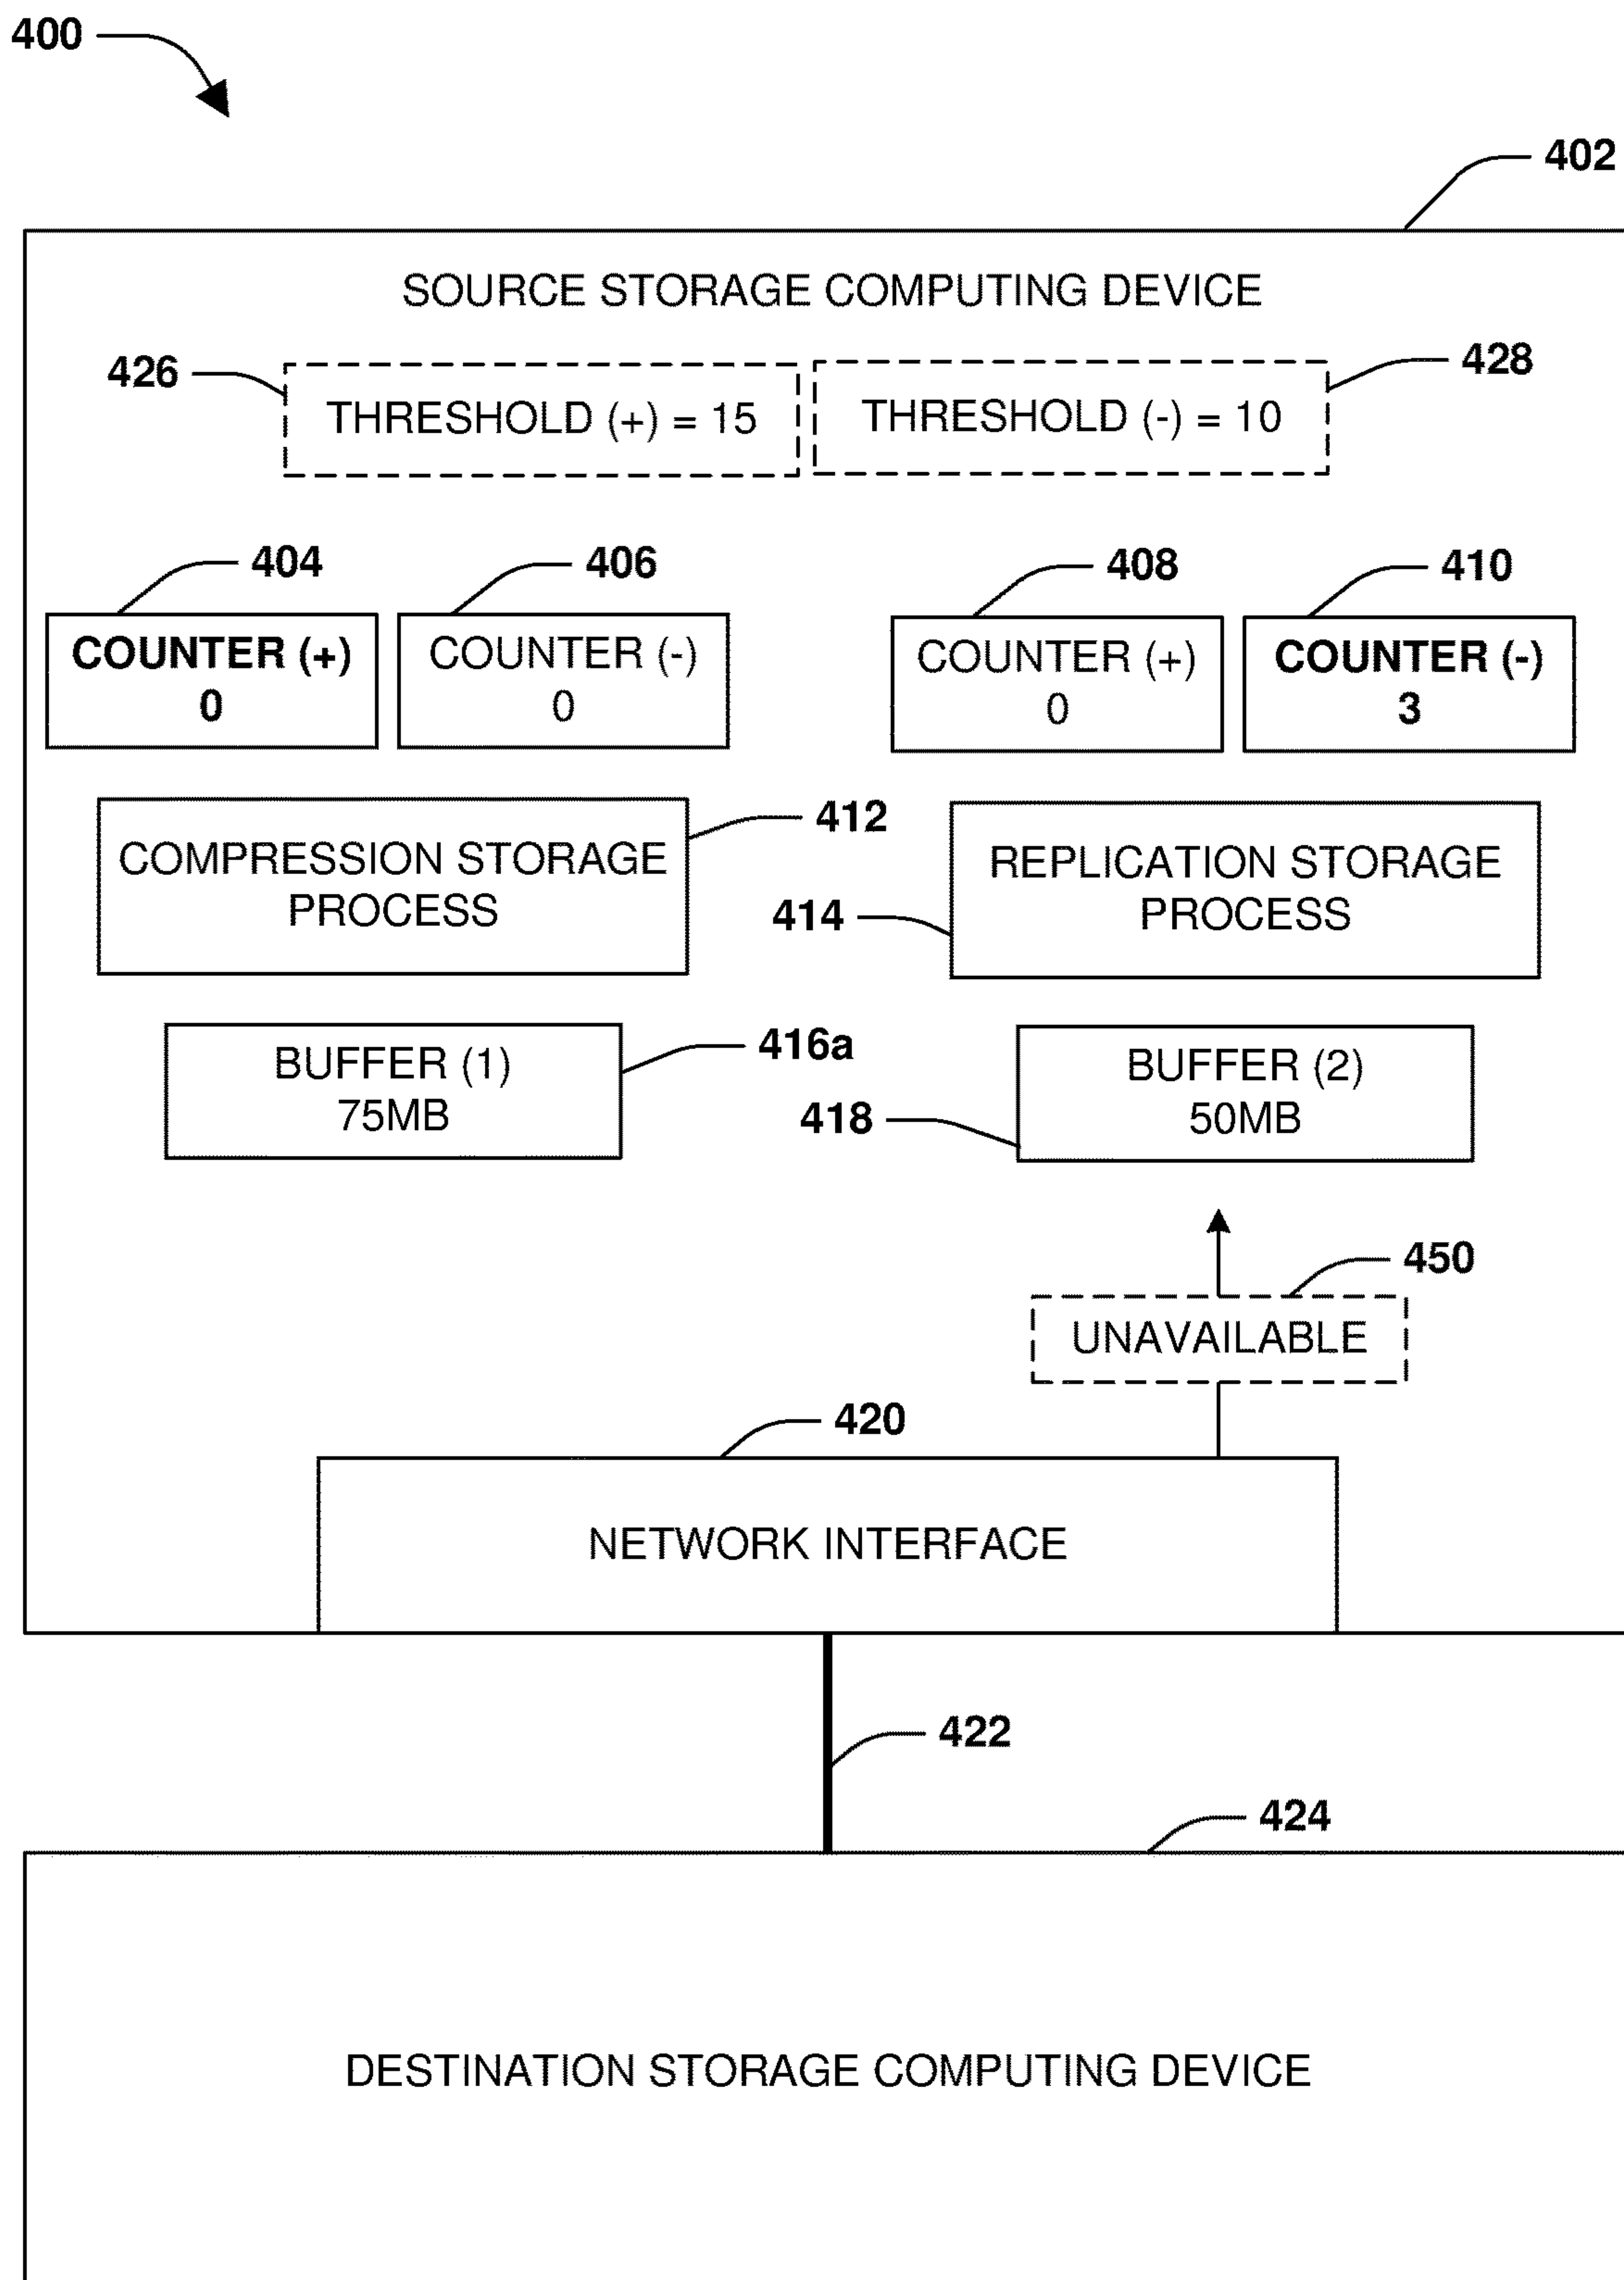 400
402
SOURCE STORAGE COMPUTING DEVICE
426
428
THRESHOLD (+) = 15
THRESHOLD (-) = 10
404
406
408
410
COUNTER (+)
0
COUNTER (-)
0
COUNTER (+)
0
COUNTER (-)
3
412
COMPRESSION STORAGE
PROCESS
414
REPLICATION STORAGE
PROCESS
416a
BUFFER (1)
75MB
418
BUFFER (2)
50MB
450
UNAVAILABLE
420
NETWORK INTERFACE
422
424
DESTINATION STORAGE COMPUTING DEVICE